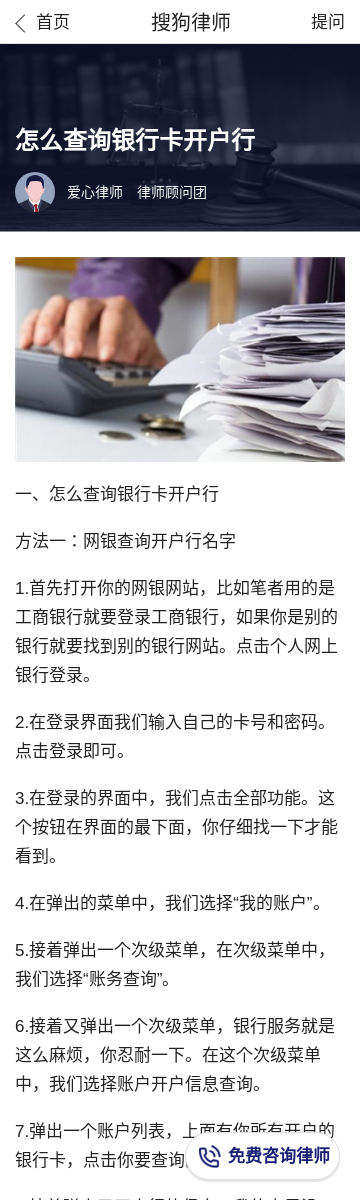 首页
搜狗律师
提问
怎么查询银行卡开户行
爱心律师 律师顾问团
一、怎么查询银行卡开户行
方法一：网银查询开户行名字
1.首先打开你的网银网站，比如笔者用的是
工商银行就要登录工商银行，如果你是别的
银行就要找到别的银行网站。点击个人网上
银行登录。
2.在登录界面我们输入自己的卡号和密码。
点击登录即可。
3.在登录的界面中，我们点击全部功能。这
个按钮在界面的最下面，你仔细找一下才能
看到。
4.在弹出的菜单中，我们选择“我的账户”。
5.接着弹出一个次级菜单，在次级菜单中，
我们选择“账务查询”。
6.接着又弹出一个次级菜单，银行服务就是
这么麻烦，你忍耐一下。在这个次级菜单
中，我们选择账户开户信息查询。
7.弹出一个账户列表，上面有你所有开户的
银行卡，点击你要查询
免费咨询律师